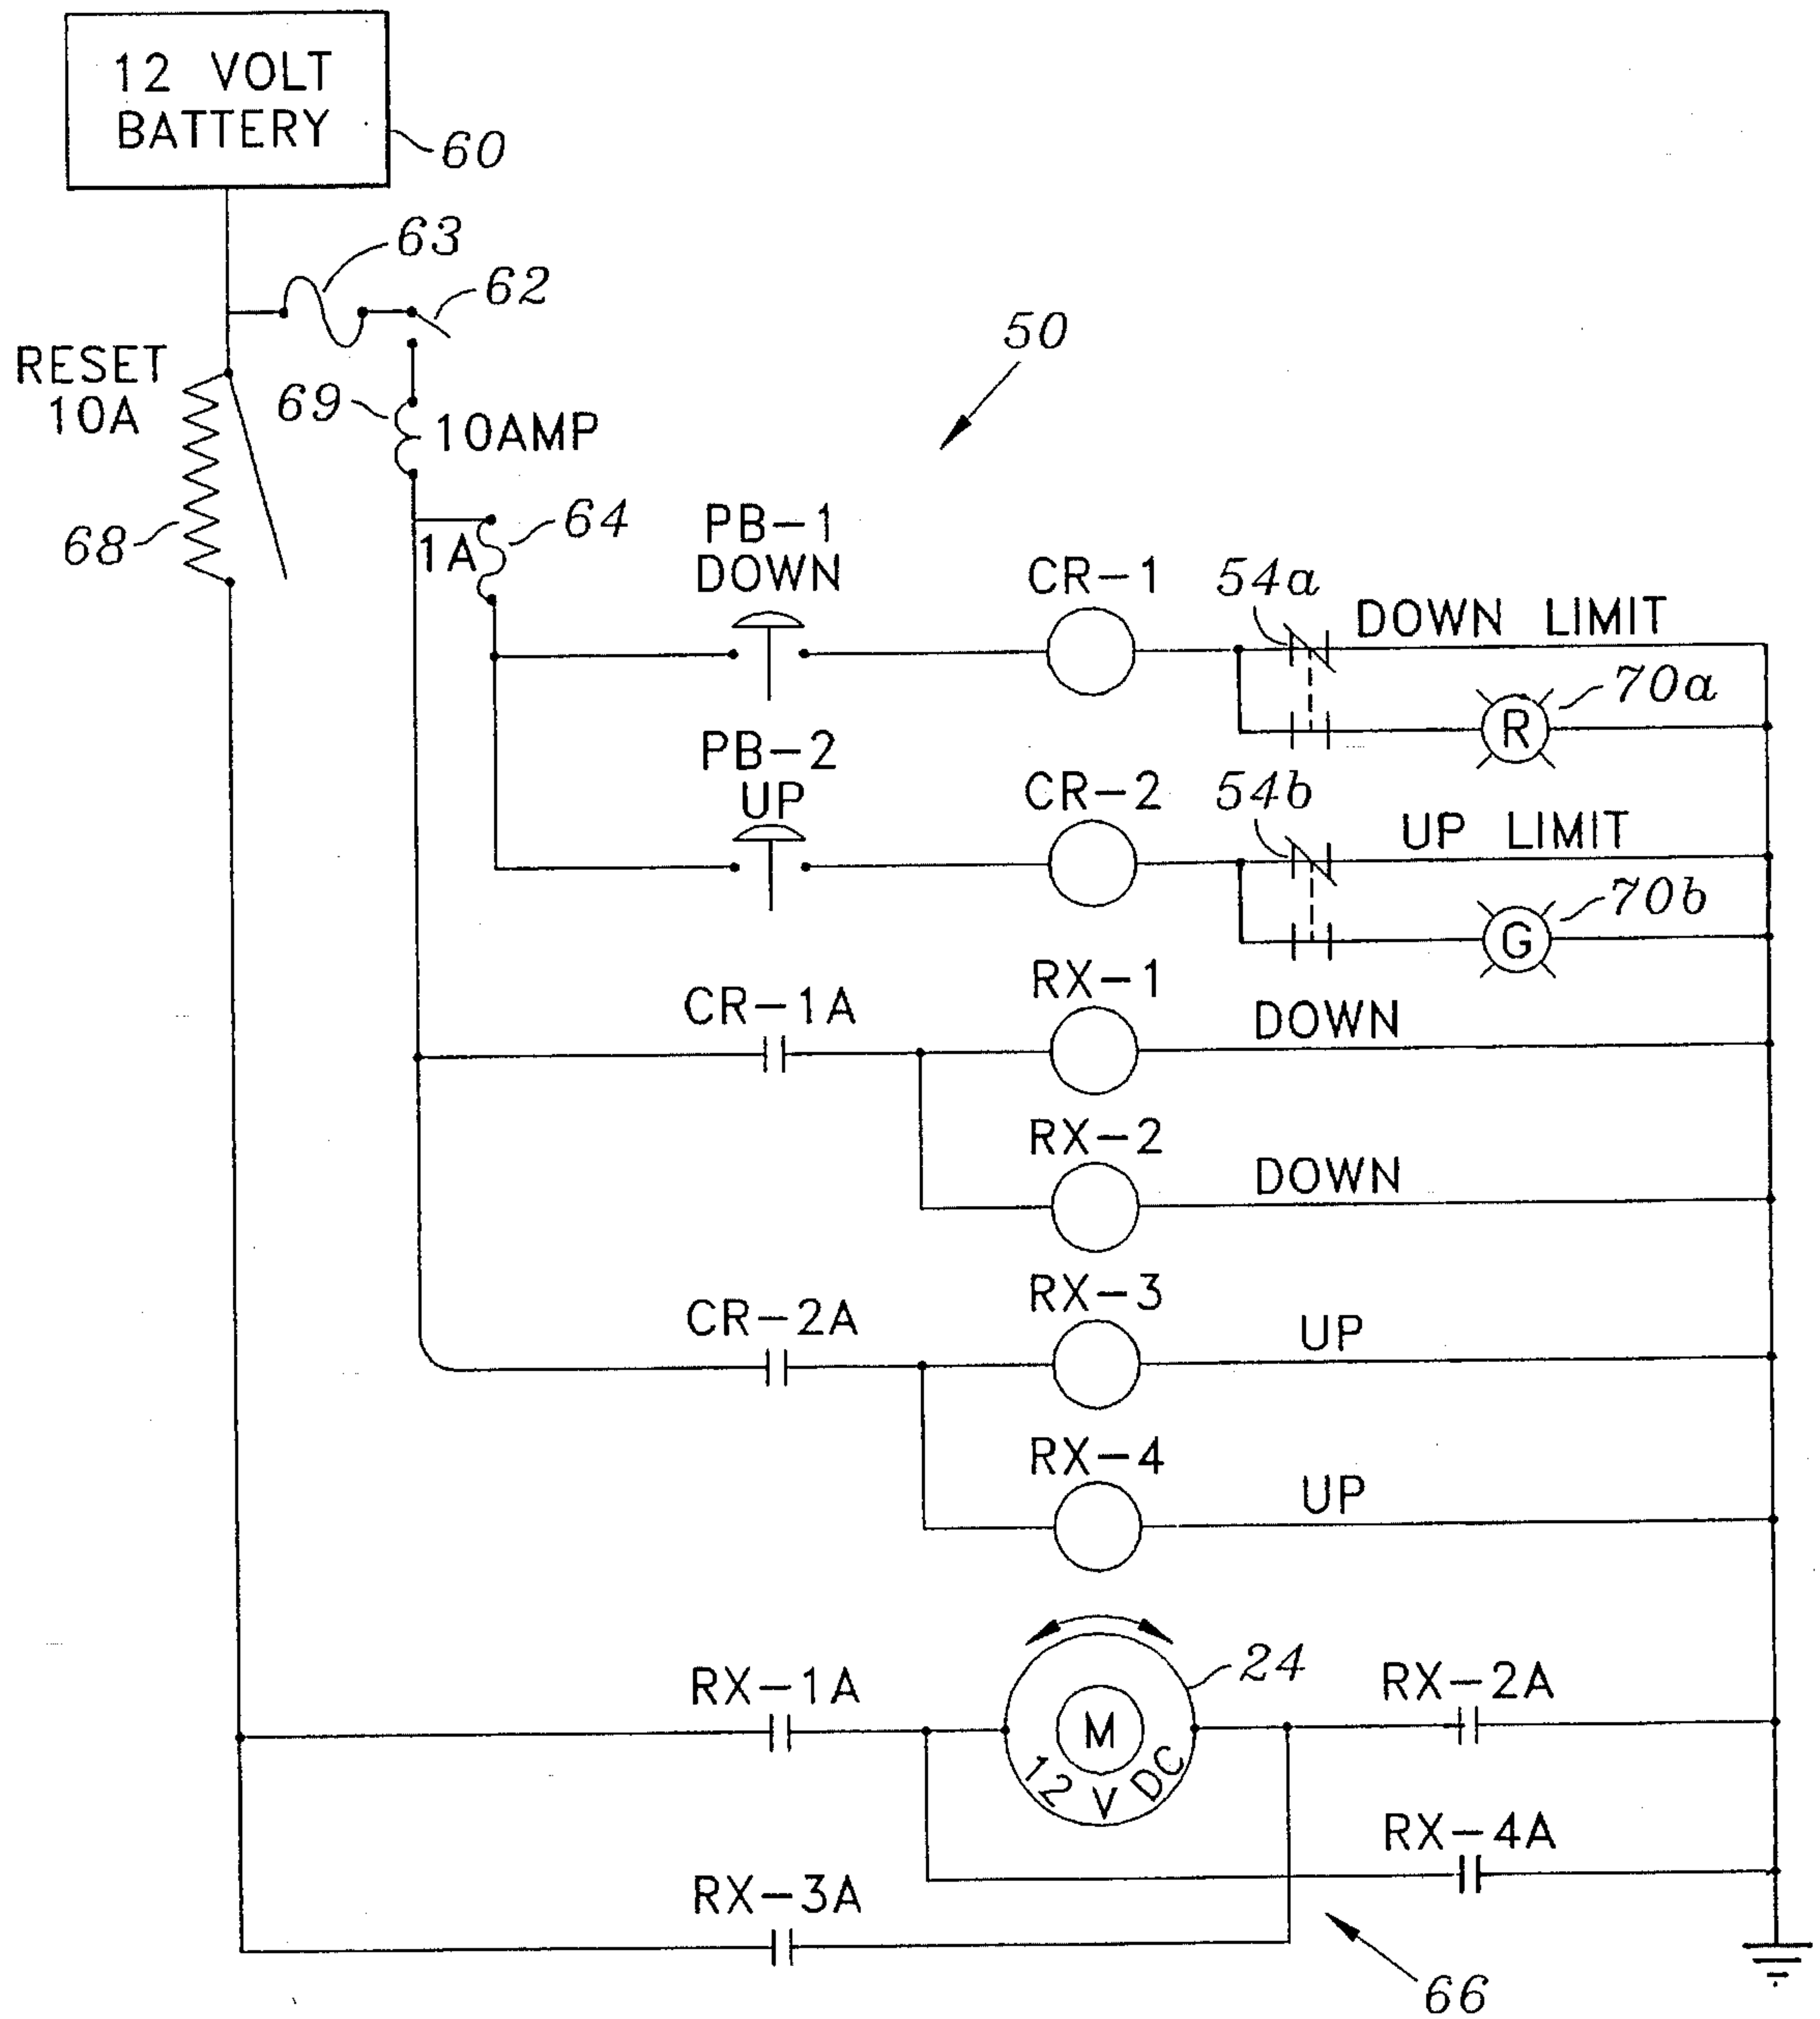 12 VOLT
BATTERY
60
63
62
50
RESET
10A
69
10AMP
68
1A
64
PB-1
DOWN
CR-1
54a
DOWN LIMIT
70a
R
PB-2
UP
CR-2
54b
UP LIMIT
70b
G
CR-1A
RX-1
DOWN
RX-2
DOWN
CR-2A
RX-3
UP
RX-4
UP
RX-1A
M
12 V DC
24
RX-2A
RX-3A
RX-4A
66